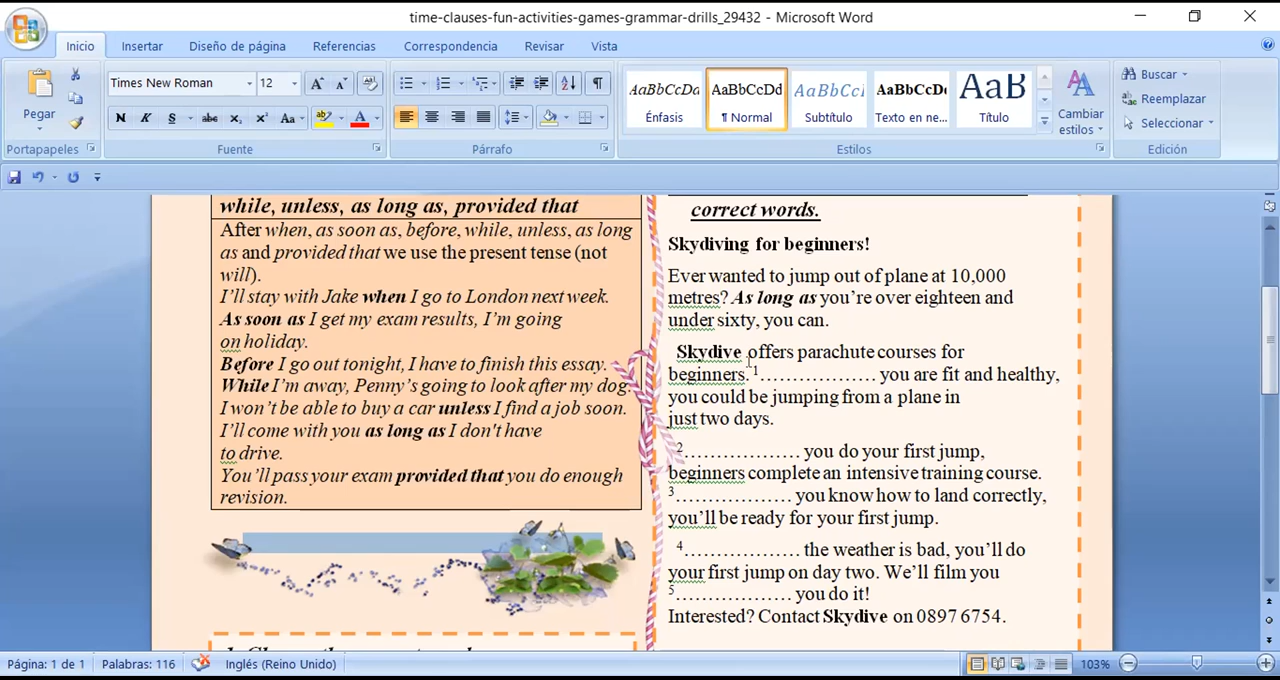 time-clauses-fun-activities-games-grammar-drills_29432 - Microsoft Word
Inicio Insertar Diseño de página Referencias Correspondencia Revisar Vista
Pegar
Portapapeles
Times New Roman 12
N K S abc x₂ x² Aa
Fuente
Párrafo
AaBbCcDd AaBbCcDd AaBbCcI AaBbCcD AaB
Énfasis ¶ Normal Subtítulo Texto en ne... Título
Cambiar estilos
Estilos
Buscar
Reemplazar
Seleccionar
Edición
while, unless, as long as, provided that
After when, as soon as, before, while, unless, as long
as and provided that we use the present tense (not
will).
I’ll stay with Jake when I go to London next week.
As soon as I get my exam results, I’m going
on holiday.
Before I go out tonight, I have to finish this essay.
While I’m away, Penny’s going to look after my dog.
I won’t be able to buy a car unless I find a job soon.
I’ll come with you as long as I don't have
to drive.
You’ll pass your exam provided that you do enough
revision.
correct words.
Skydiving for beginners!
Ever wanted to jump out of plane at 10,000
metres? As long as you’re over eighteen and
under sixty, you can.
Skydive offers parachute courses for
beginners. ¹……………… you are fit and healthy,
you could be jumping from a plane in
just two days.
²……………… you do your first jump,
beginners complete an intensive training course.
³……………… you know how to land correctly,
you’ll be ready for your first jump.
⁴……………… the weather is bad, you’ll do
your first jump on day two. We’ll film you
⁵……………… you do it!
Interested? Contact Skydive on 0897 6754.
Página: 1 de 1 Palabras: 116 Inglés (Reino Unido) 103%